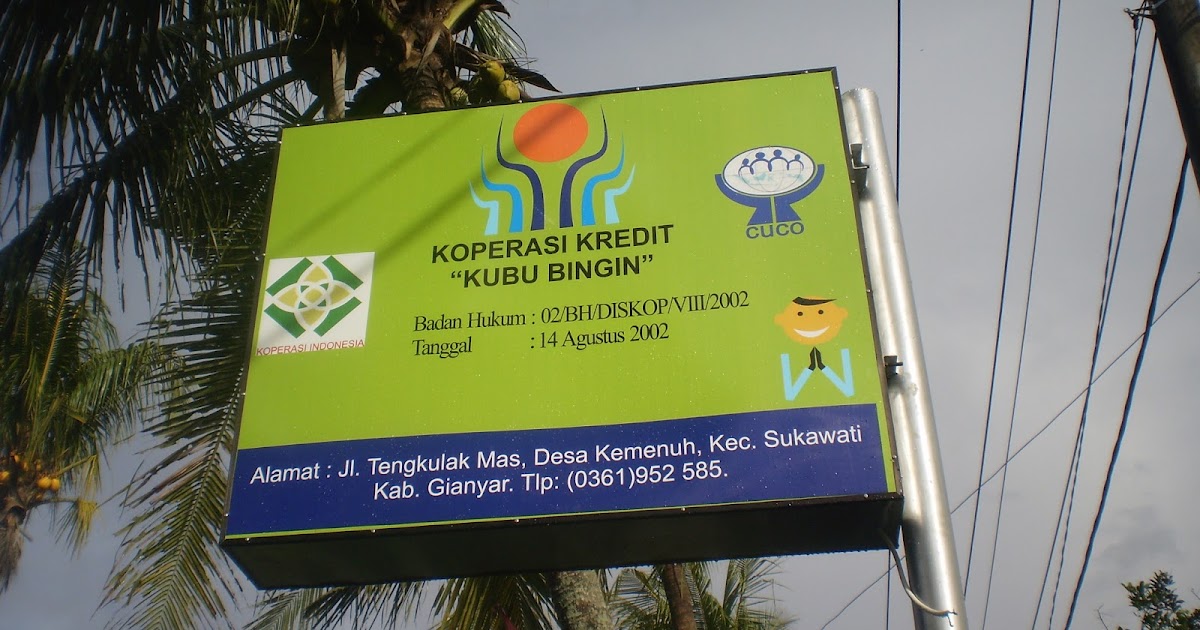 CUCO
KOPERASI KREDIT
“KUBU BINGIN”
Badan Hukum : 02/BH/DISKOP/VIII/2002
Tanggal : 14 Agustus 2002
KOPERASI INDONESIA
Alamat : Jl. Tengkulak Mas, Desa Kemenuh, Kec. Sukawati
Kab. Gianyar. Tlp: (0361)952 585.